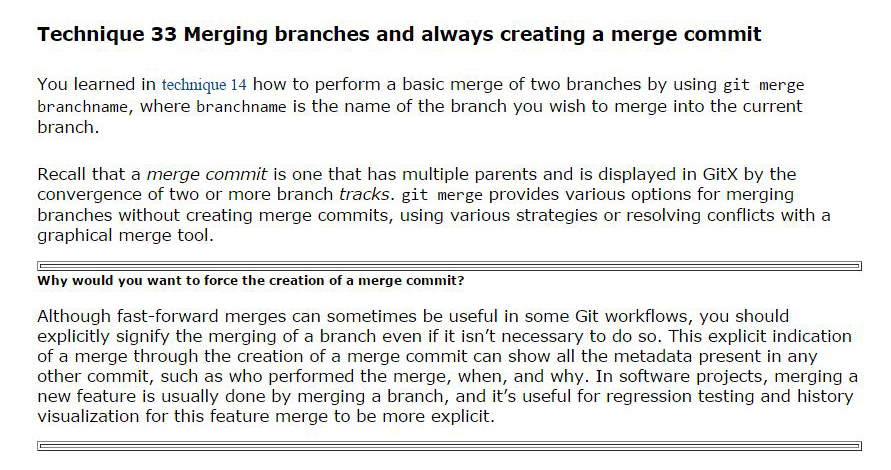 Technique 33 Merging branches and always creating a merge commit
You learned in technique 14 how to perform a basic merge of two branches by using git merge
branchname, where branchname is the name of the branch you wish to merge into the current
branch.
Recall that a merge commit is one that has multiple parents and is displayed in GitX by the
convergence of two or more branch tracks. git merge provides various options for merging
branches without creating merge commits, using various strategies or resolving conflicts with a
graphical merge tool.
Why would you want to force the creation of a merge commit?
Although fast-forward merges can sometimes be useful in some Git workflows, you should
explicitly signify the merging of a branch even if it isn’t necessary to do so. This explicit indication
of a merge through the creation of a merge commit can show all the metadata present in any
other commit, such as who performed the merge, when, and why. In software projects, merging a
new feature is usually done by merging a branch, and it’s useful for regression testing and history
visualization for this feature merge to be more explicit.